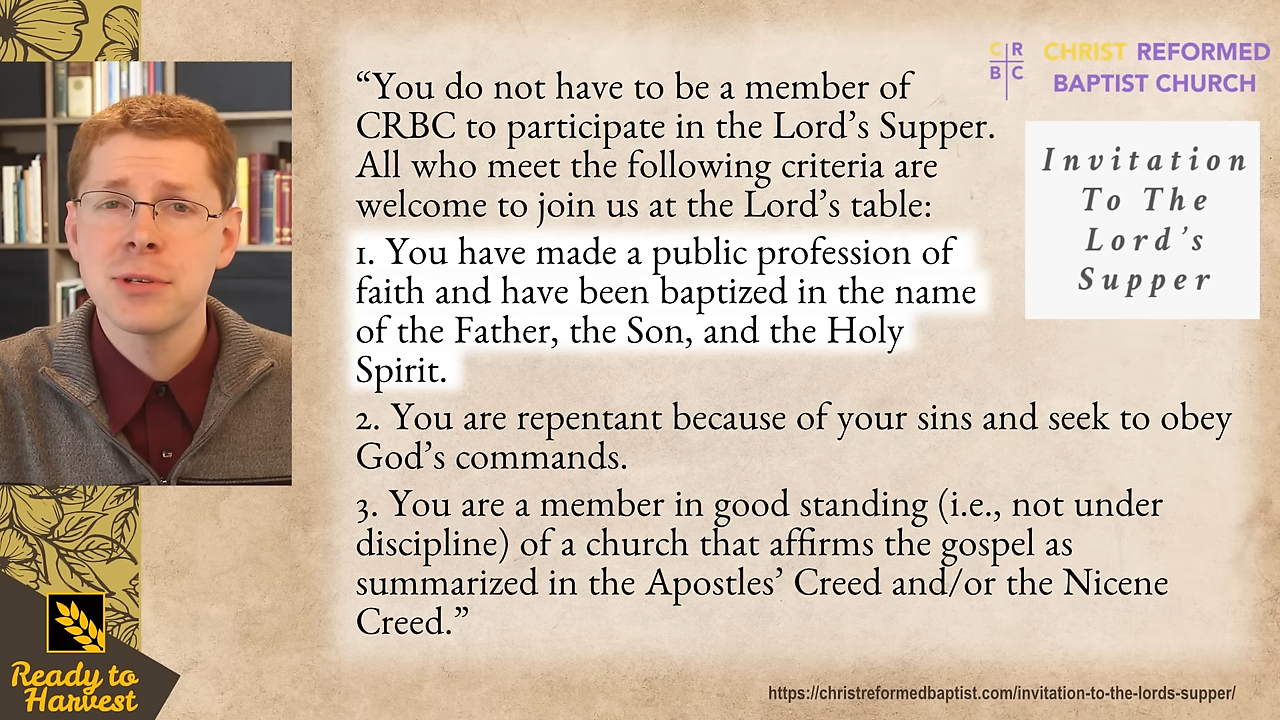 “You do not have to be a member of
CRBC to participate in the Lord’s Supper.
All who meet the following criteria are
welcome to join us at the Lord’s table:
1. You have made a public profession of
faith and have been baptized in the name
of the Father, the Son, and the Holy
Spirit.
2. You are repentant because of your sins and seek to obey
God’s commands.
3. You are a member in good standing (i.e., not under
discipline) of a church that affirms the gospel as
summarized in the Apostles’ Creed and/or the Nicene
Creed.”
C R
B C
CHRIST REFORMED
BAPTIST CHURCH
Invitation
To The
Lord’s
Supper
Ready to
Harvest
https://christreformedbaptist.com/invitation-to-the-lords-supper/